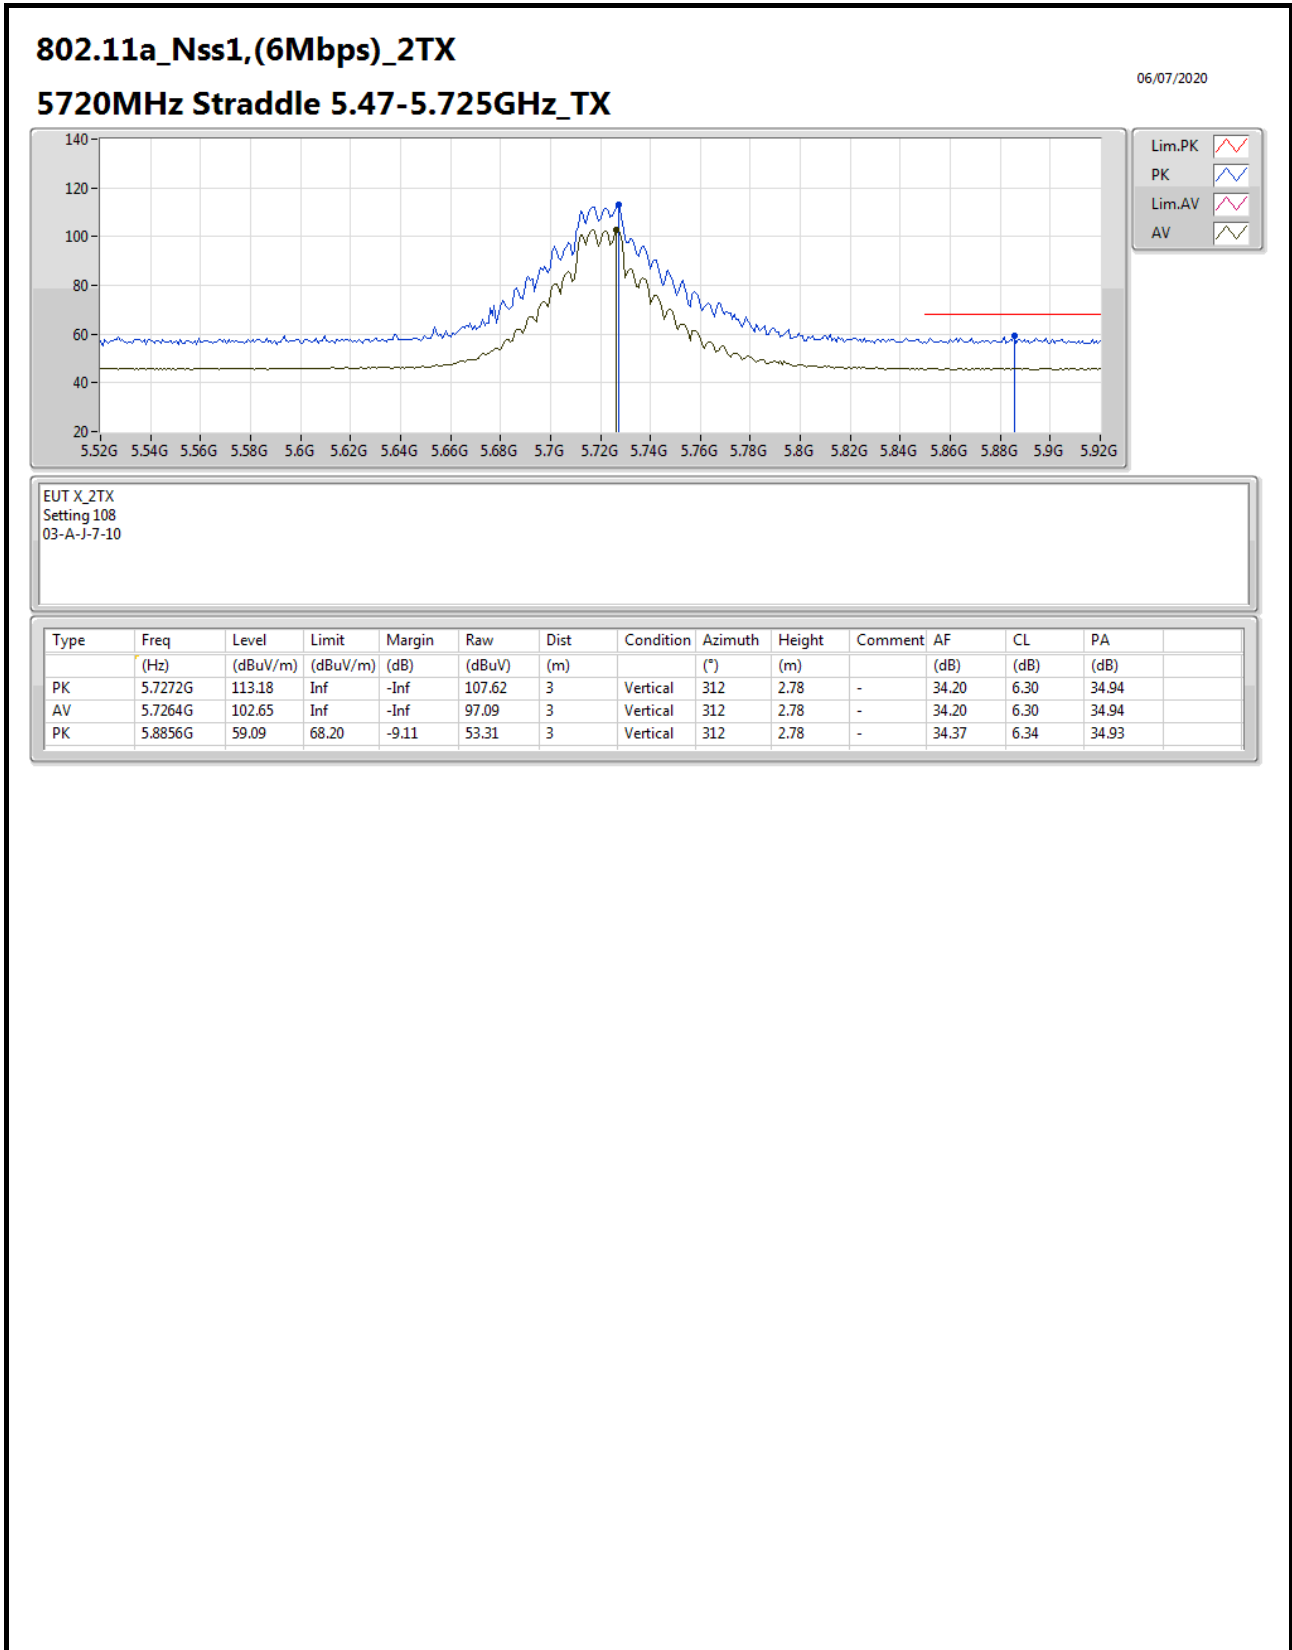 802.11a_Nss1,(6Mbps)_2TX
06/07/2020
5720MHz Straddle 5.47-5.725GHz_TX
140
120
100
80
60
40
20
5.52G 5.54G 5.56G 5.58G 5.6G 5.62G 5.64G 5.66G 5.68G 5.7G 5.72G 5.74G 5.76G 5.78G 5.8G 5.82G 5.84G 5.86G 5.88G 5.9G 5.92G
Lim.PK
PK
Lim.AV
AV
EUT X_2TX
Setting 108
03-A-J-7-10
Type Freq Level Limit Margin Raw Dist Condition Azimuth Height Comment AF CL PA
(Hz) (dBuV/m) (dBuV/m) (dB) (dBuV) (m) (°) (m) (dB) (dB) (dB)
PK 5.7272G 113.18 Inf -Inf 107.62 3 Vertical 312 2.78 - 34.20 6.30 34.94
AV 5.7264G 102.65 Inf -Inf 97.09 3 Vertical 312 2.78 - 34.20 6.30 34.94
PK 5.8856G 59.09 68.20 -9.11 53.31 3 Vertical 312 2.78 - 34.37 6.34 34.93